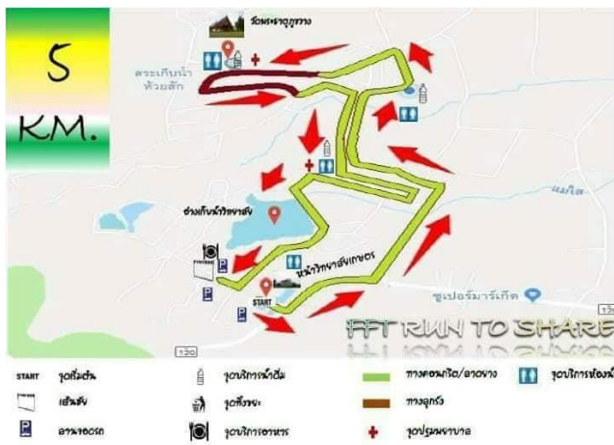 5
KM.
วัดพระธาตุภูขวาง
สระเก็บน้ำ
ห้วยสัก
แม่ใส
อ่างเก็บน้ำวิทยาลัย
หน้าวิทยาลัยเกษตร
START
ซูเปอร์มาร์เก็ต
FFT RUN TO SHARE
120
120
START จุดเริ่มต้น
จุดบริการน้ำดื่ม
ทางคอนกรีต/ลาดยาง
จุดบริการห้องน้ำ
เส้นชัย
จุดทิ้งขยะ
ทางลูกรัง
P ลานจอดรถ
จุดบริการอาหาร
จุดปฐมพยาบาล